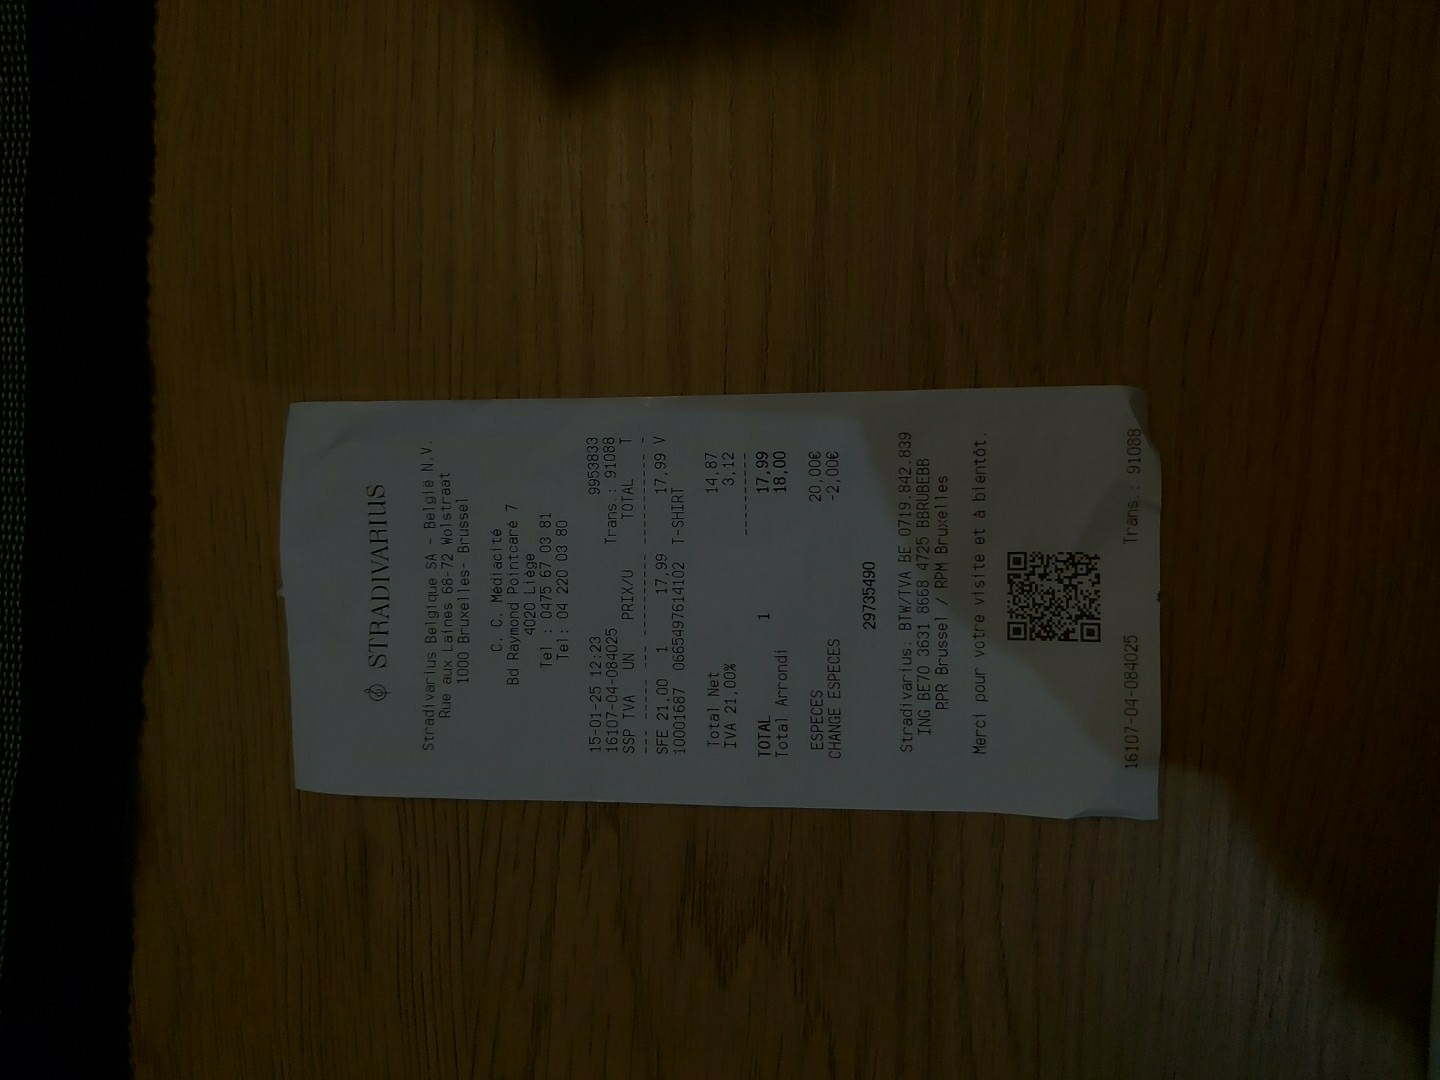 STRADIVARIUS
Stradivarius Belgique SA - België N.V.
Rue aux Laines 68-72 Wolstraat
1000 Bruxelles- Brussel
C. C. Médiacité
Bd Raymond Pointcaré 7
4020 Liège
Tel : 0475 67 03 81
Tel: 04 220 03 80
15-01-25 12:23 9953833
16107-04-084025 Trans.: 91088
SSP TVA UN PRIX/U TOTAL T
--- ----- --- --------- ---------- -
SFE 21.00 1 17,99 17,99 V
10001687 0665497614102 T-SHIRT
Total Net 14,87
IVA 21,00% 3,12
---------
TOTAL 1 17,99
Total Arrondi 18,00
ESPECES 20,00€
CHANGE ESPECES -2,00€
29735490
Stradivarius: BTW/TVA BE 0719.842.839
ING BE70 3631 8668 4725 BBRUBEBB
RPR Brussel / RPM Bruxelles
Merci pour votre visite et à bientôt.
16107-04-084025 Trans.: 91088